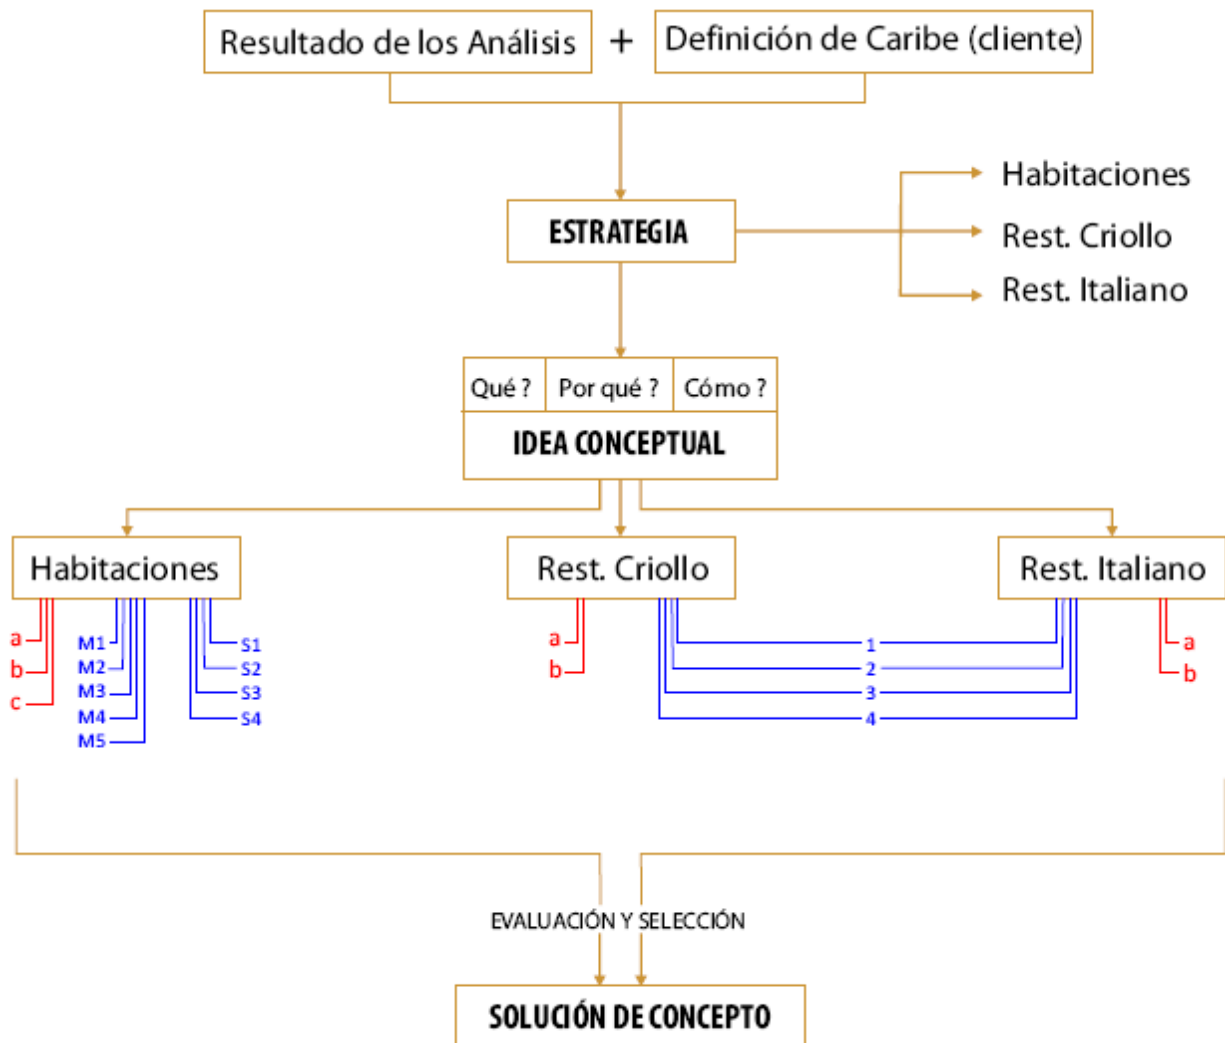 Resultado de los Análisis + Definición de Caribe (cliente)
Habitaciones
ESTRATEGIA
Rest. Criollo
Rest. Italiano
Qué ? Por qué ? Cómo ?
IDEA CONCEPTUAL
Habitaciones Rest. Criollo Rest. Italiano
a M1 S1 a 1 a
b M2 S2 b 2 b
c M3 S3 3
M4 S4 4
M5
EVALUACIÓN Y SELECCIÓN
SOLUCIÓN DE CONCEPTO